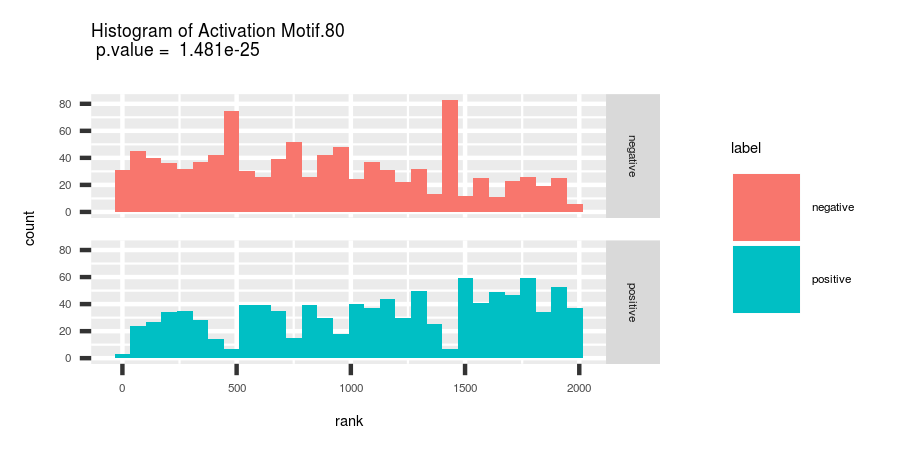 Histogram of Activation Motif.80
p.value = 1.481e-25
count
80
60
40
20
0
negative
80
60
40
20
0
positive
0 500 1000 1500 2000
rank
label
negative
positive